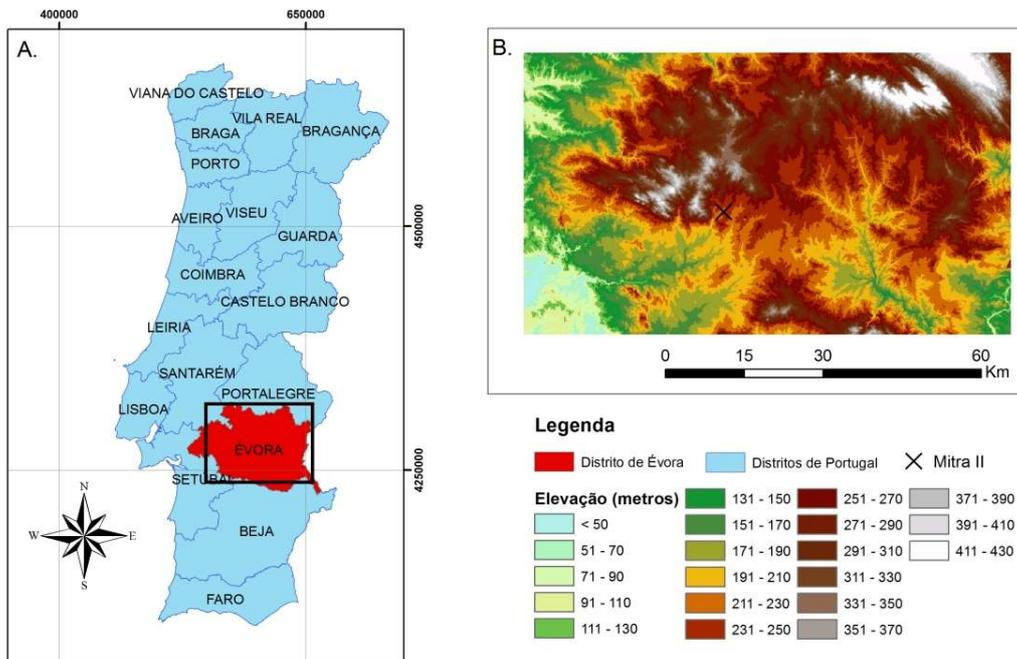 400000 650000
A.
VIANA DO CASTELO
VILA REAL
BRAGANÇA
BRAGA
PORTO
VISEU
AVEIRO
GUARDA
COIMBRA
CASTELO BRANCO
LEIRIA
SANTARÉM
PORTALEGRE
LISBOA
ÉVORA
SETÚBAL
BEJA
FARO
N
W E
S
4500000
4250000
B.
0 15 30 60
Km
Legenda
Distrito de Évora Distritos de Portugal Mitra II
Elevação (metros)
< 50
51 - 70
71 - 90
91 - 110
111 - 130
131 - 150
151 - 170
171 - 190
191 - 210
211 - 230
231 - 250
251 - 270
271 - 290
291 - 310
311 - 330
331 - 350
351 - 370
371 - 390
391 - 410
411 - 430